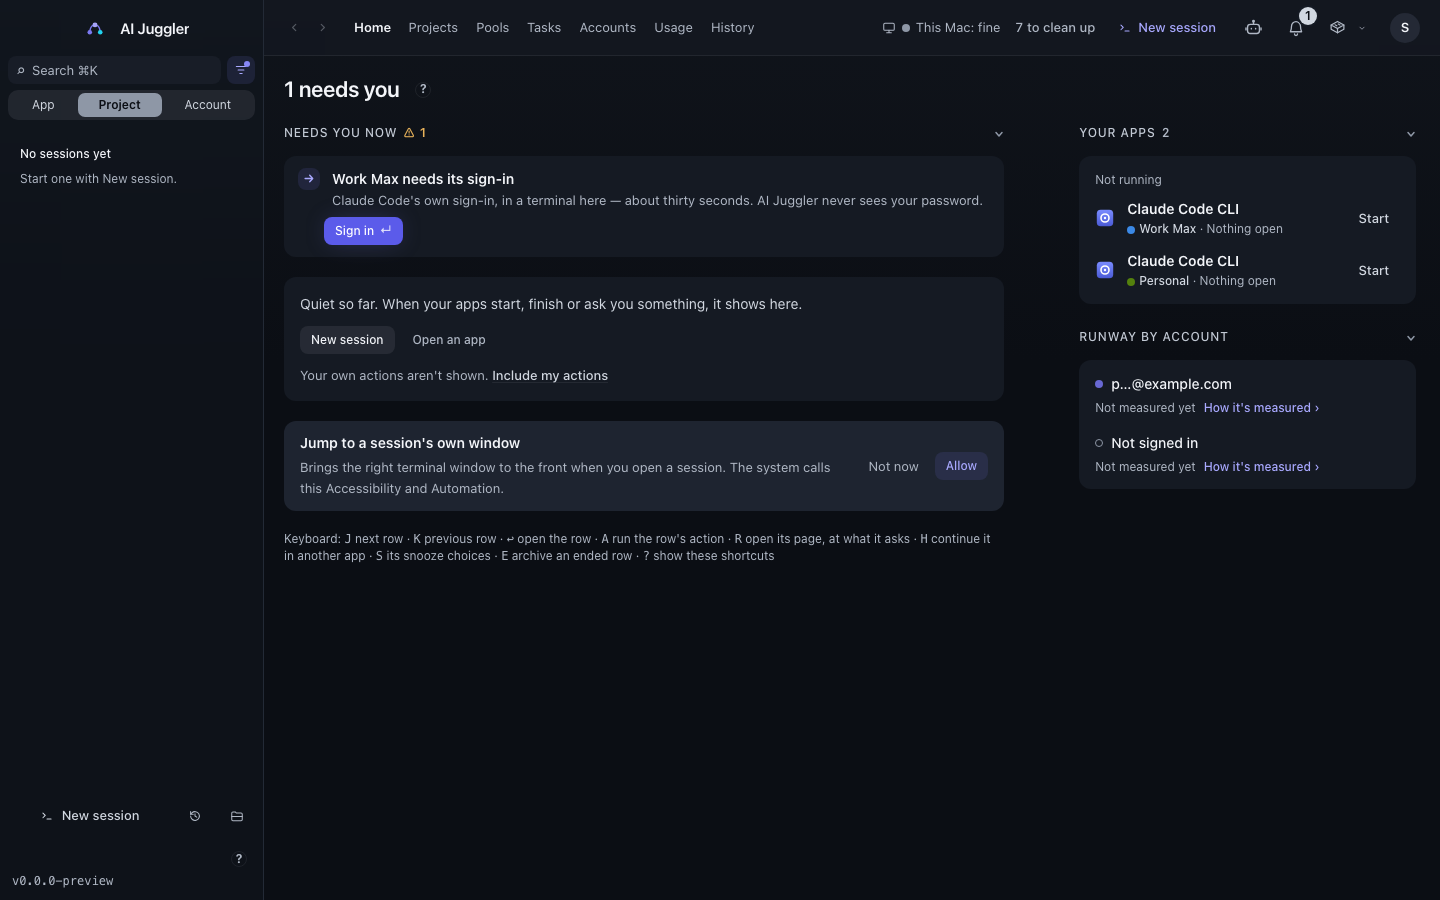 AI Juggler
Search ⌘K
App
Project
Account
No sessions yet
Start one with New session.
New session
?
v0.0.0-preview
Home
Projects
Pools
Tasks
Accounts
Usage
History
This Mac: fine
7 to clean up
New session
1
S
1 needs you
?
NEEDS YOU NOW 1
Work Max needs its sign-in
Claude Code's own sign-in, in a terminal here — about thirty seconds. AI Juggler never sees your password.
Sign in ↵
Quiet so far. When your apps start, finish or ask you something, it shows here.
New session
Open an app
Your own actions aren't shown. Include my actions
Jump to a session's own window
Brings the right terminal window to the front when you open a session. The system calls
this Accessibility and Automation.
Not now
Allow
Keyboard: J next row · K previous row · ↩ open the row · A run the row's action · R open its page, at what it asks · H continue it
in another app · S its snooze choices · E archive an ended row · ? show these shortcuts
YOUR APPS 2
Not running
Claude Code CLI
Work Max · Nothing open
Start
Claude Code CLI
Personal · Nothing open
Start
RUNWAY BY ACCOUNT
p...@example.com
Not measured yet How it's measured ›
Not signed in
Not measured yet How it's measured ›